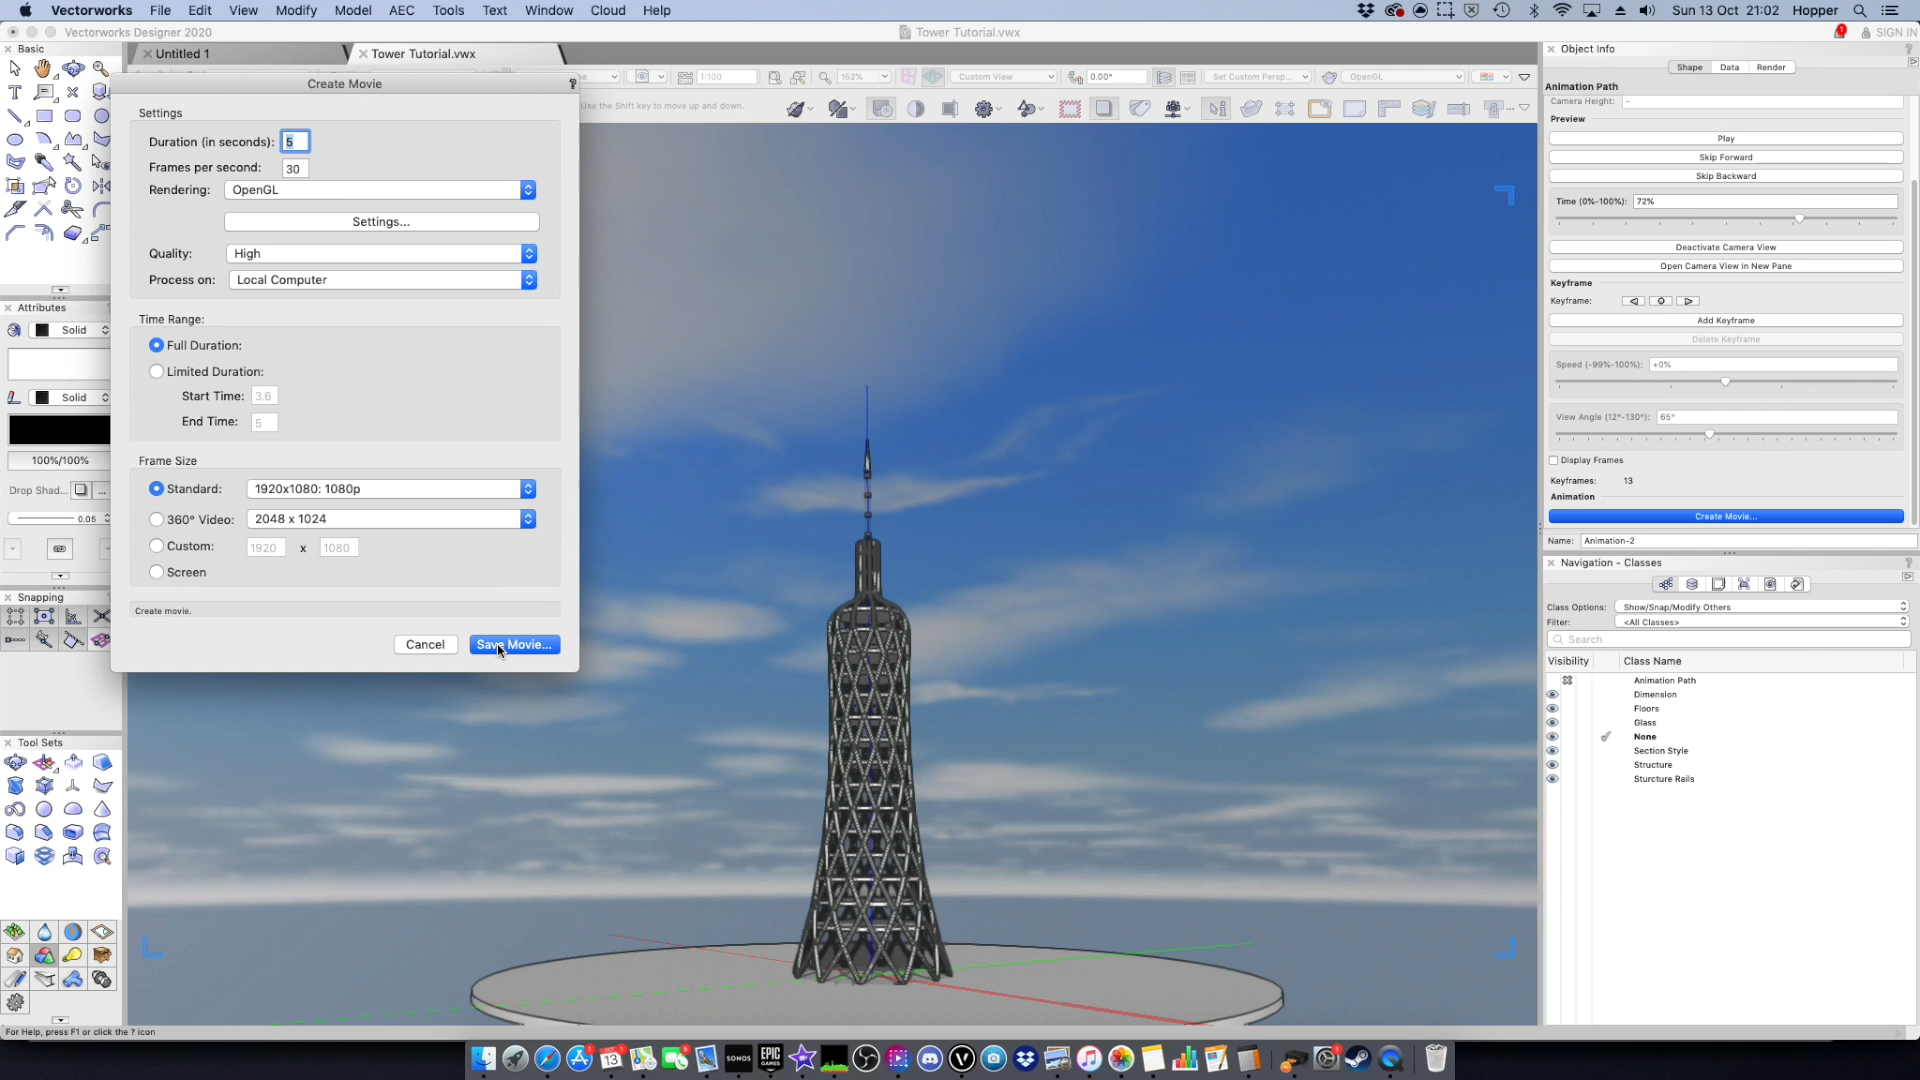 Vectorworks File Edit View Modify Model AEC Tools Text Window Cloud Help
Sun 13 Oct 21:02 Hopper
Vectorworks Designer 2020
Tower Tutorial.vwx
1
SIGN IN
Basic
Untitled 1
Tower Tutorial.vwx
1:100
152%
Custom View
0.00°
Set Custom Persp...
OpenGL
Use the Shift key to move up and down.
Create Movie
?
Settings
Duration (in seconds): 5
Frames per second: 30
Rendering: OpenGL
Settings...
Quality: High
Process on: Local Computer
Time Range:
Full Duration:
Limited Duration:
Start Time: 3.6
End Time: 5
Frame Size
Standard: 1920x1080: 1080p
360° Video: 2048 x 1024
Custom: 1920 x 1080
Screen
Create movie.
Cancel
Save Movie...
Attributes
Solid
Solid
100%/100%
Drop Shad... ...
0.05
Snapping
Tool Sets
For Help, press F1 or click the ? icon
Object Info
Shape Data Render
Animation Path
Camera Height: -
Preview
Play
Skip Forward
Skip Backward
Time (0%-100%): 72%
Deactivate Camera View
Open Camera View in New Pane
Keyframe
Keyframe:
Add Keyframe
Delete Keyframe
Speed (-99%-100%): +0%
View Angle (12°-130°): 65°
Display Frames
Keyframes: 13
Animation
Create Movie...
Name: Animation-2
Navigation - Classes
Class Options: Show/Snap/Modify Others
Filter: <All Classes>
Search
Visibility Class Name
Animation Path
Dimension
Floors
Glass
None
Section Style
Structure
Sturcture Rails
SONOS
EPIC GAMES